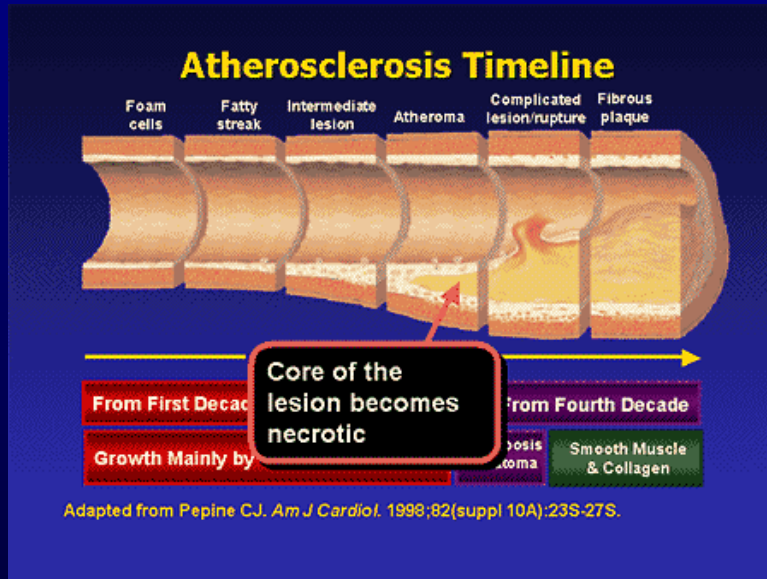 Atherosclerosis Timeline
Foam
cells
Fatty
streak
Intermediate
lesion
Atheroma
Complicated
lesion/rupture
Fibrous
plaque
Core of the
lesion becomes
necrotic
From First
From Fourth Decade
Growth Mainly by
Smooth Muscle
& Collagen
Adapted from Pepine CJ. Am J Cardiol. 1998;82(suppl 10A):23S-27S.